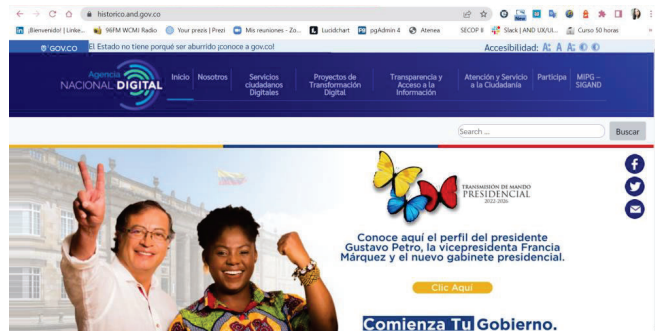 historico.and.gov.co
¡Bienvenido! | Linke...
96FM WCMJ Radio
Your prezis | Prezi
Mis reuniones - Zo...
Lucidchart
pgAdmin 4
Atenea
SECOP II
Slack | AND UX/UI...
Curso 50 horas
GOV.CO
El Estado no tiene porqué ser aburrido ¡conoce a gov.co!
Accesibilidad: A A A
Agencia
NACIONAL DIGITAL
Inicio
Nosotros
Servicios
ciudadanos
Digitales
Proyectos de
Transformación
Digital
Transparencia y
Acceso a la
Información
Atención y Servicio
a la Ciudadanía
Participa
MIPG –
SIGAND
Search ...
Buscar
TRANSMISIÓN DE MANDO
PRESIDENCIAL
2022-2026
Conoce aquí el perfil del presidente
Gustavo Petro, la vicepresidenta Francia
Márquez y el nuevo gabinete presidencial.
Clic Aquí
Comienza Tu Gobierno.